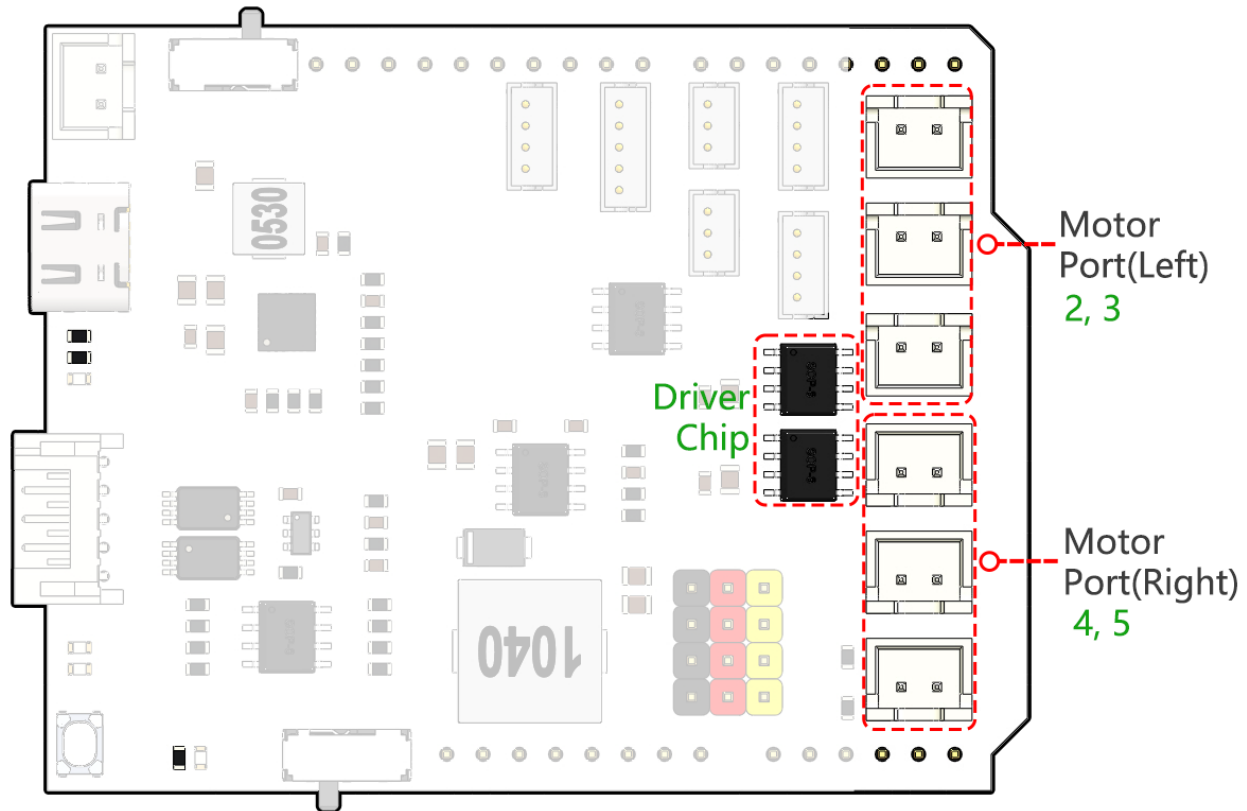 0530
Motor
Port(Left)
2, 3
Driver
Chip
Motor
Port(Right)
4, 5
1040